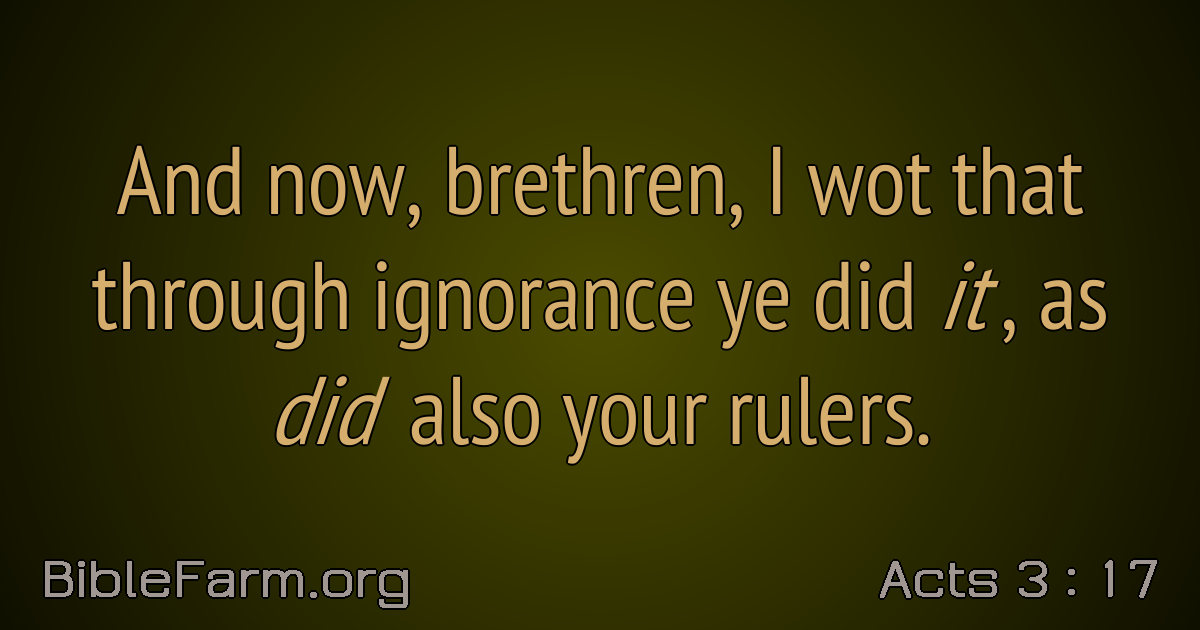 And now, brethren, I wot that
through ignorance ye did it, as
did also your rulers.
BibleFarm.org
Acts 3 : 17